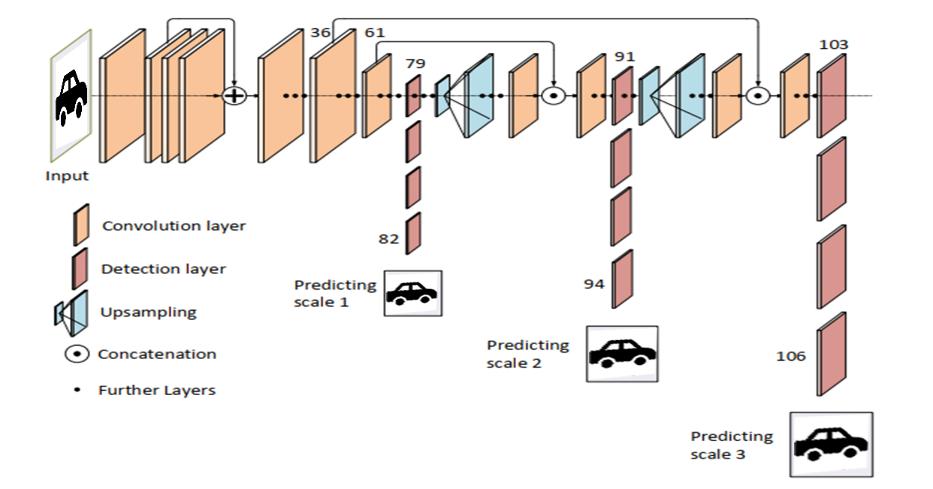 36
61
79
91
103
Input
82
Convolution layer
Detection layer
Predicting
scale 1
94
Upsampling
Predicting
scale 2
Concatenation
106
Further Layers
Predicting
scale 3